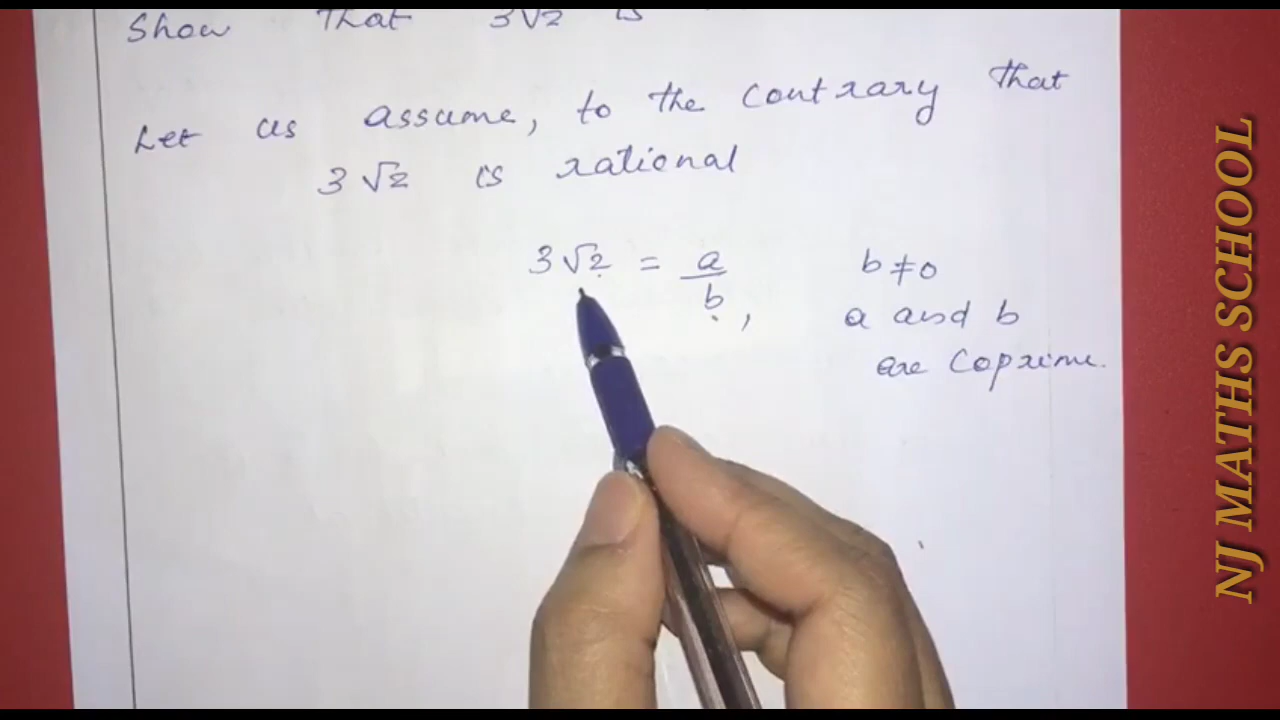 Show that 3√2 is
Let us assume, to the contrary that
3√2 is rational
3√2 = a/b, b ≠ 0
a and b
are coprime.
NJ MATHS SCHOOL